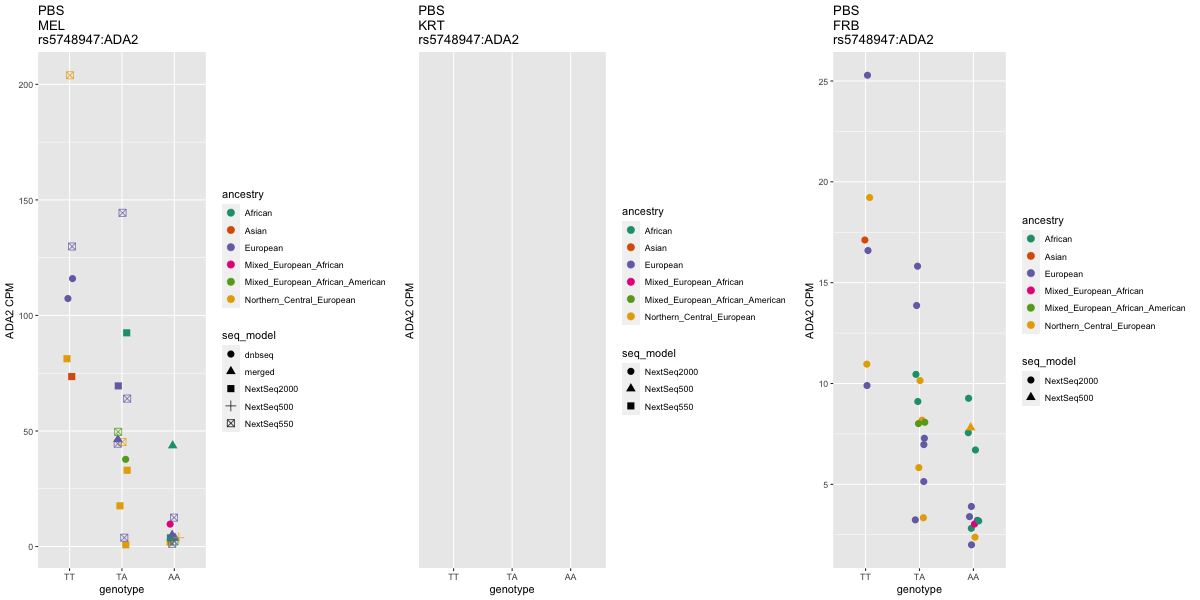 PBS
MEL
rs5748947:ADA2
ADA2 CPM
200
150
100
50
0
TT
TA
AA
genotype
ancestry
African
Asian
European
Mixed_European_African
Mixed_European_African_American
Northern_Central_European
seq_model
dnbseq
merged
NextSeq2000
NextSeq500
NextSeq550
PBS
KRT
rs5748947:ADA2
ADA2 CPM
TT
TA
AA
genotype
ancestry
African
Asian
European
Mixed_European_African
Mixed_European_African_American
Northern_Central_European
seq_model
NextSeq2000
NextSeq500
NextSeq550
PBS
FRB
rs5748947:ADA2
ADA2 CPM
25
20
15
10
5
TT
TA
AA
genotype
ancestry
African
Asian
European
Mixed_European_African
Mixed_European_African_American
Northern_Central_European
seq_model
NextSeq2000
NextSeq500